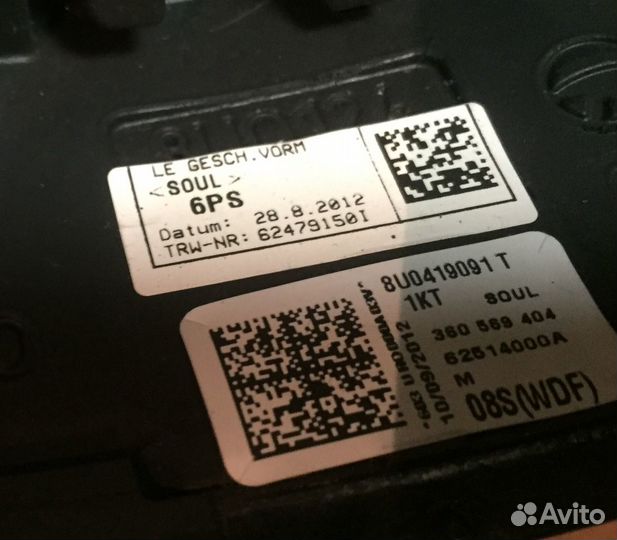 LE GESCH.VORM
<SOUL>
6PS
Datum: 28.8.2012
TRW-NR: 62479150I
8U0419091 T
1KT SOUL
360 569 404
62514000A
M
08S(WDF)
10/09/2012
Avito